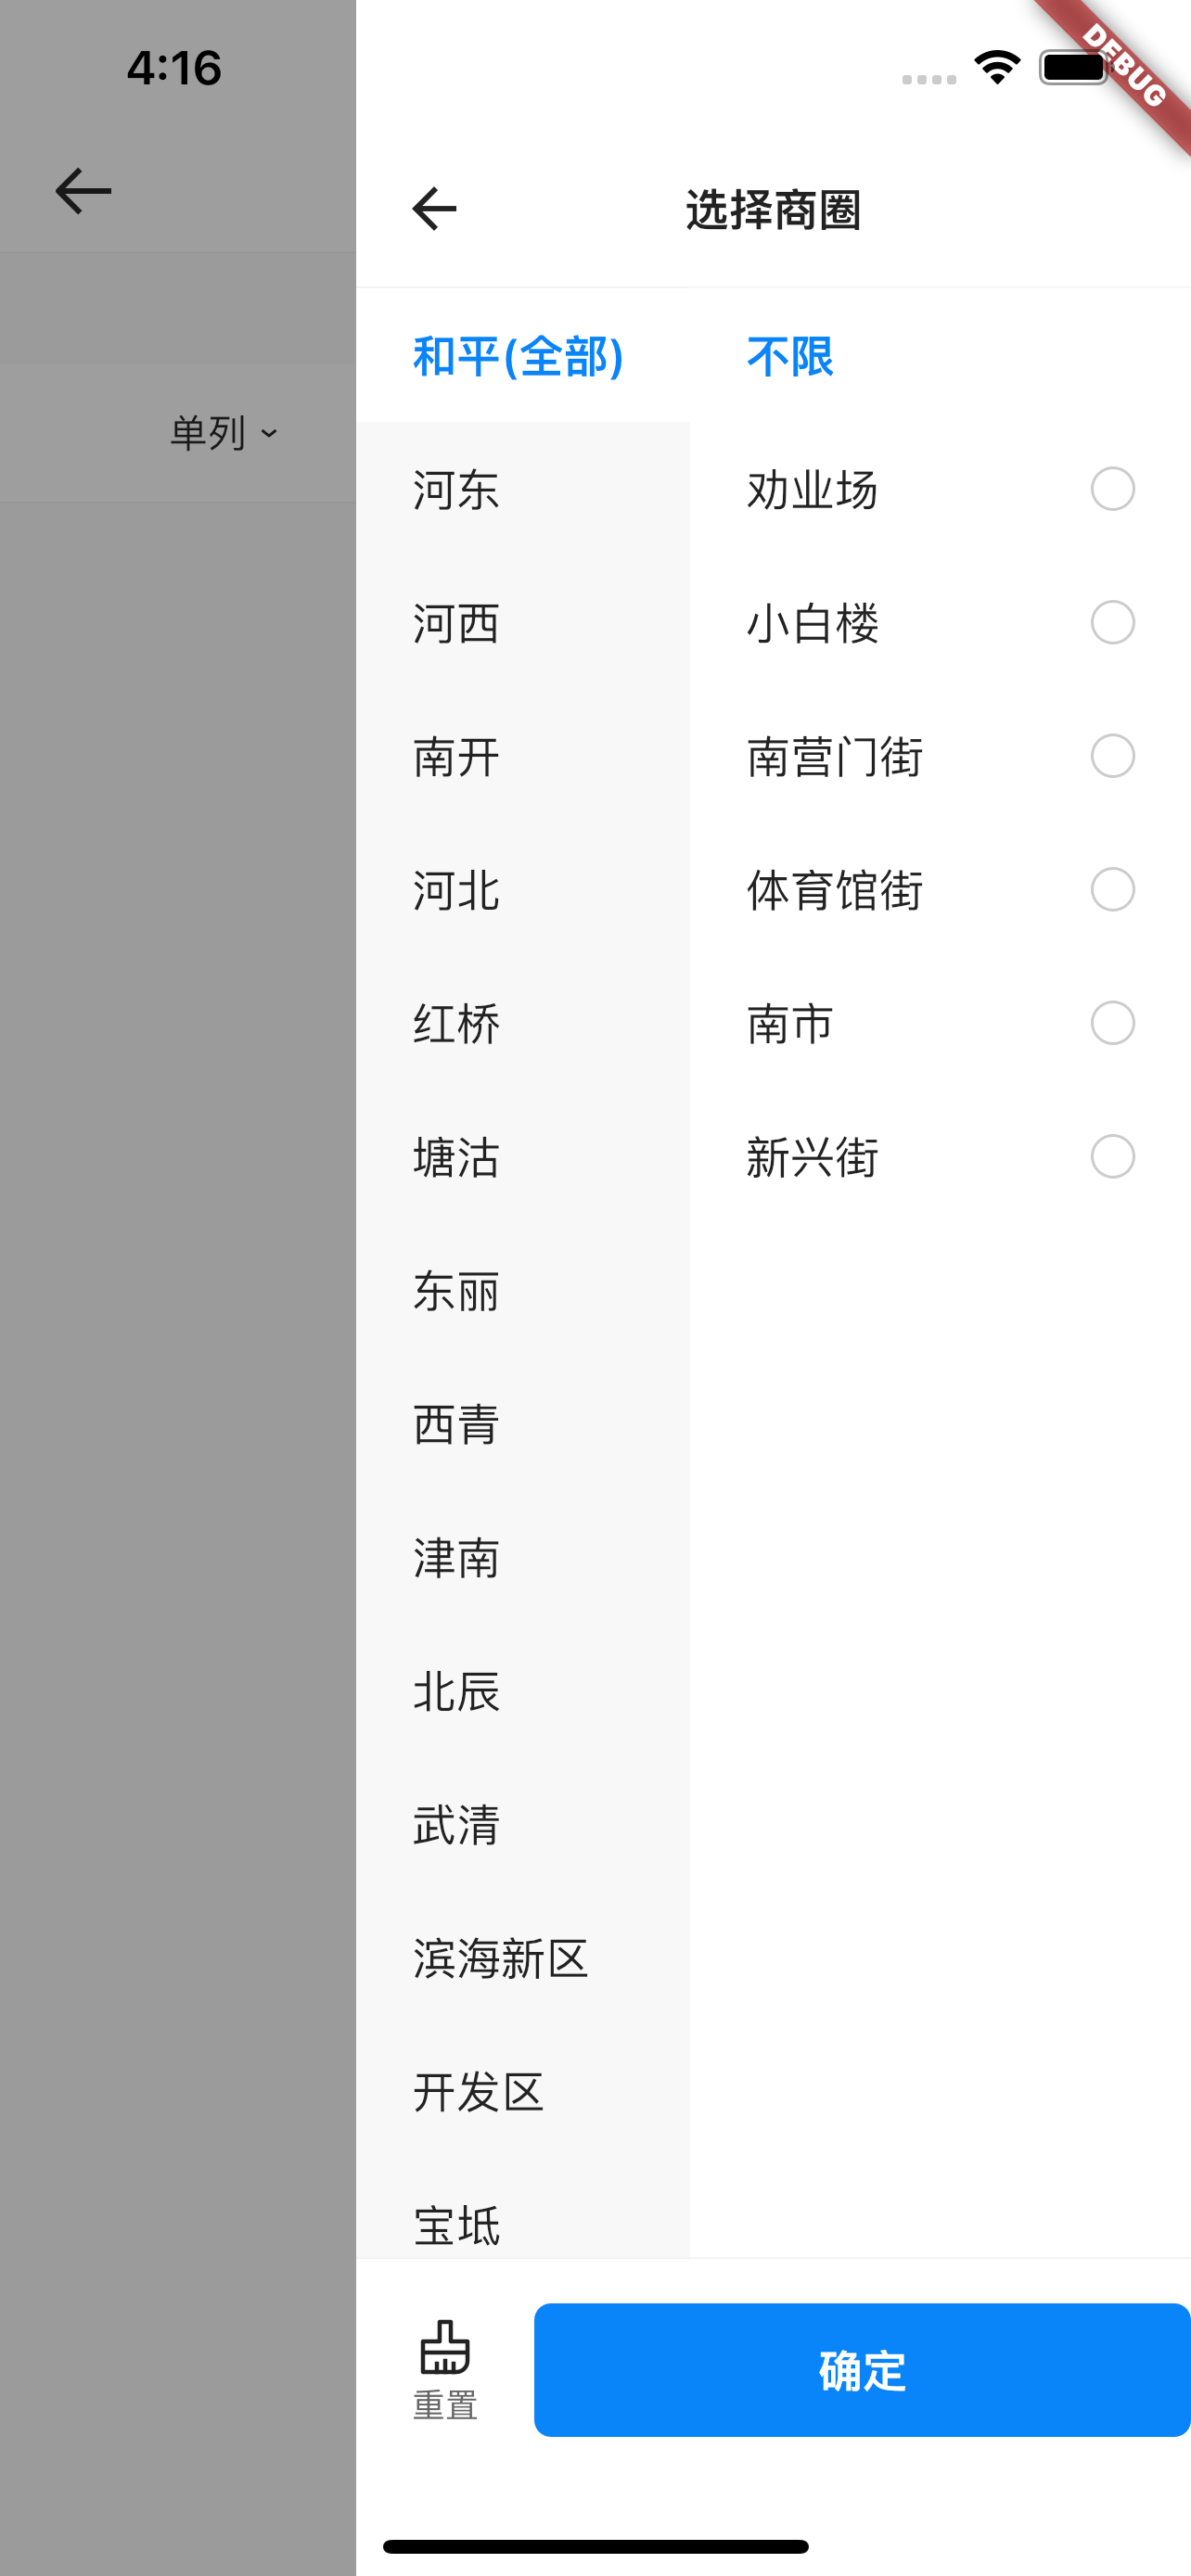 4:16
DEBUG
选择商圈
单列
和平(全部)
不限
河东
劝业场
河西
小白楼
南开
南营门街
河北
体育馆街
红桥
南市
塘沽
新兴街
东丽
西青
津南
北辰
武清
滨海新区
开发区
宝坻
重置
确定